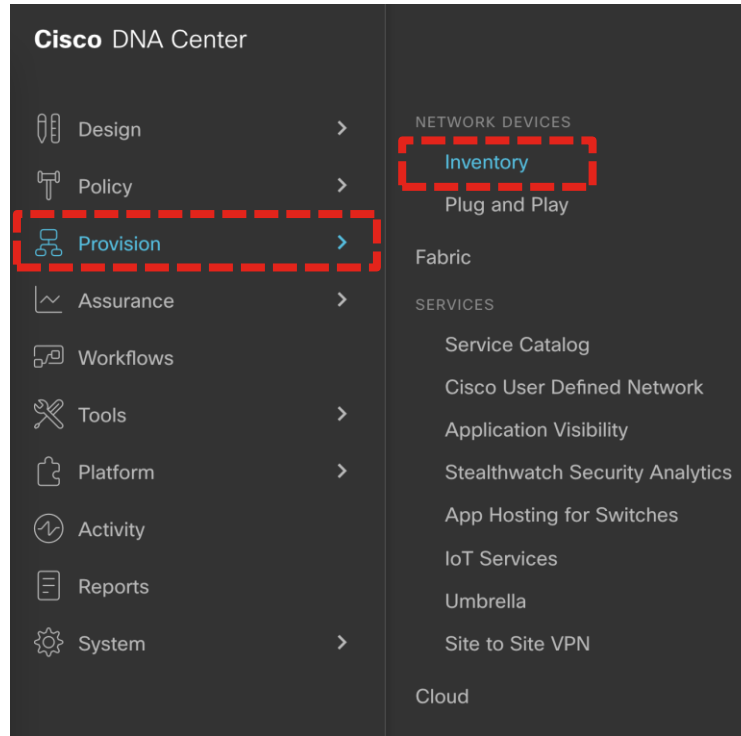 Cisco DNA Center
Design
Policy
Provision
Assurance
Workflows
Tools
Platform
Activity
Reports
System
NETWORK DEVICES
Inventory
Plug and Play
Fabric
SERVICES
Service Catalog
Cisco User Defined Network
Application Visibility
Stealthwatch Security Analytics
App Hosting for Switches
IoT Services
Umbrella
Site to Site VPN
Cloud